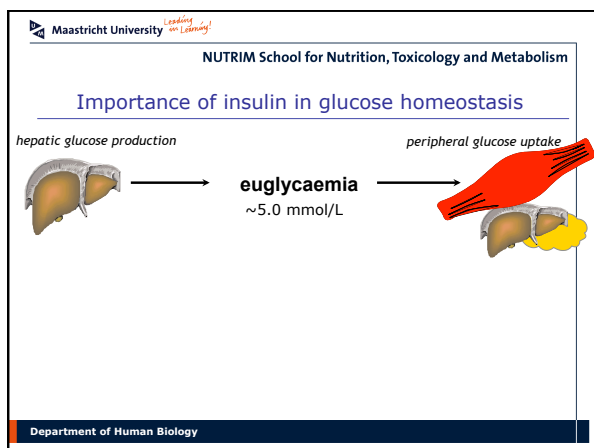 Maastricht University
Leading
in Learning!
NUTRIM School for Nutrition, Toxicology and Metabolism
Importance of insulin in glucose homeostasis
hepatic glucose production
peripheral glucose uptake
euglycaemia
~5.0 mmol/L
Department of Human Biology